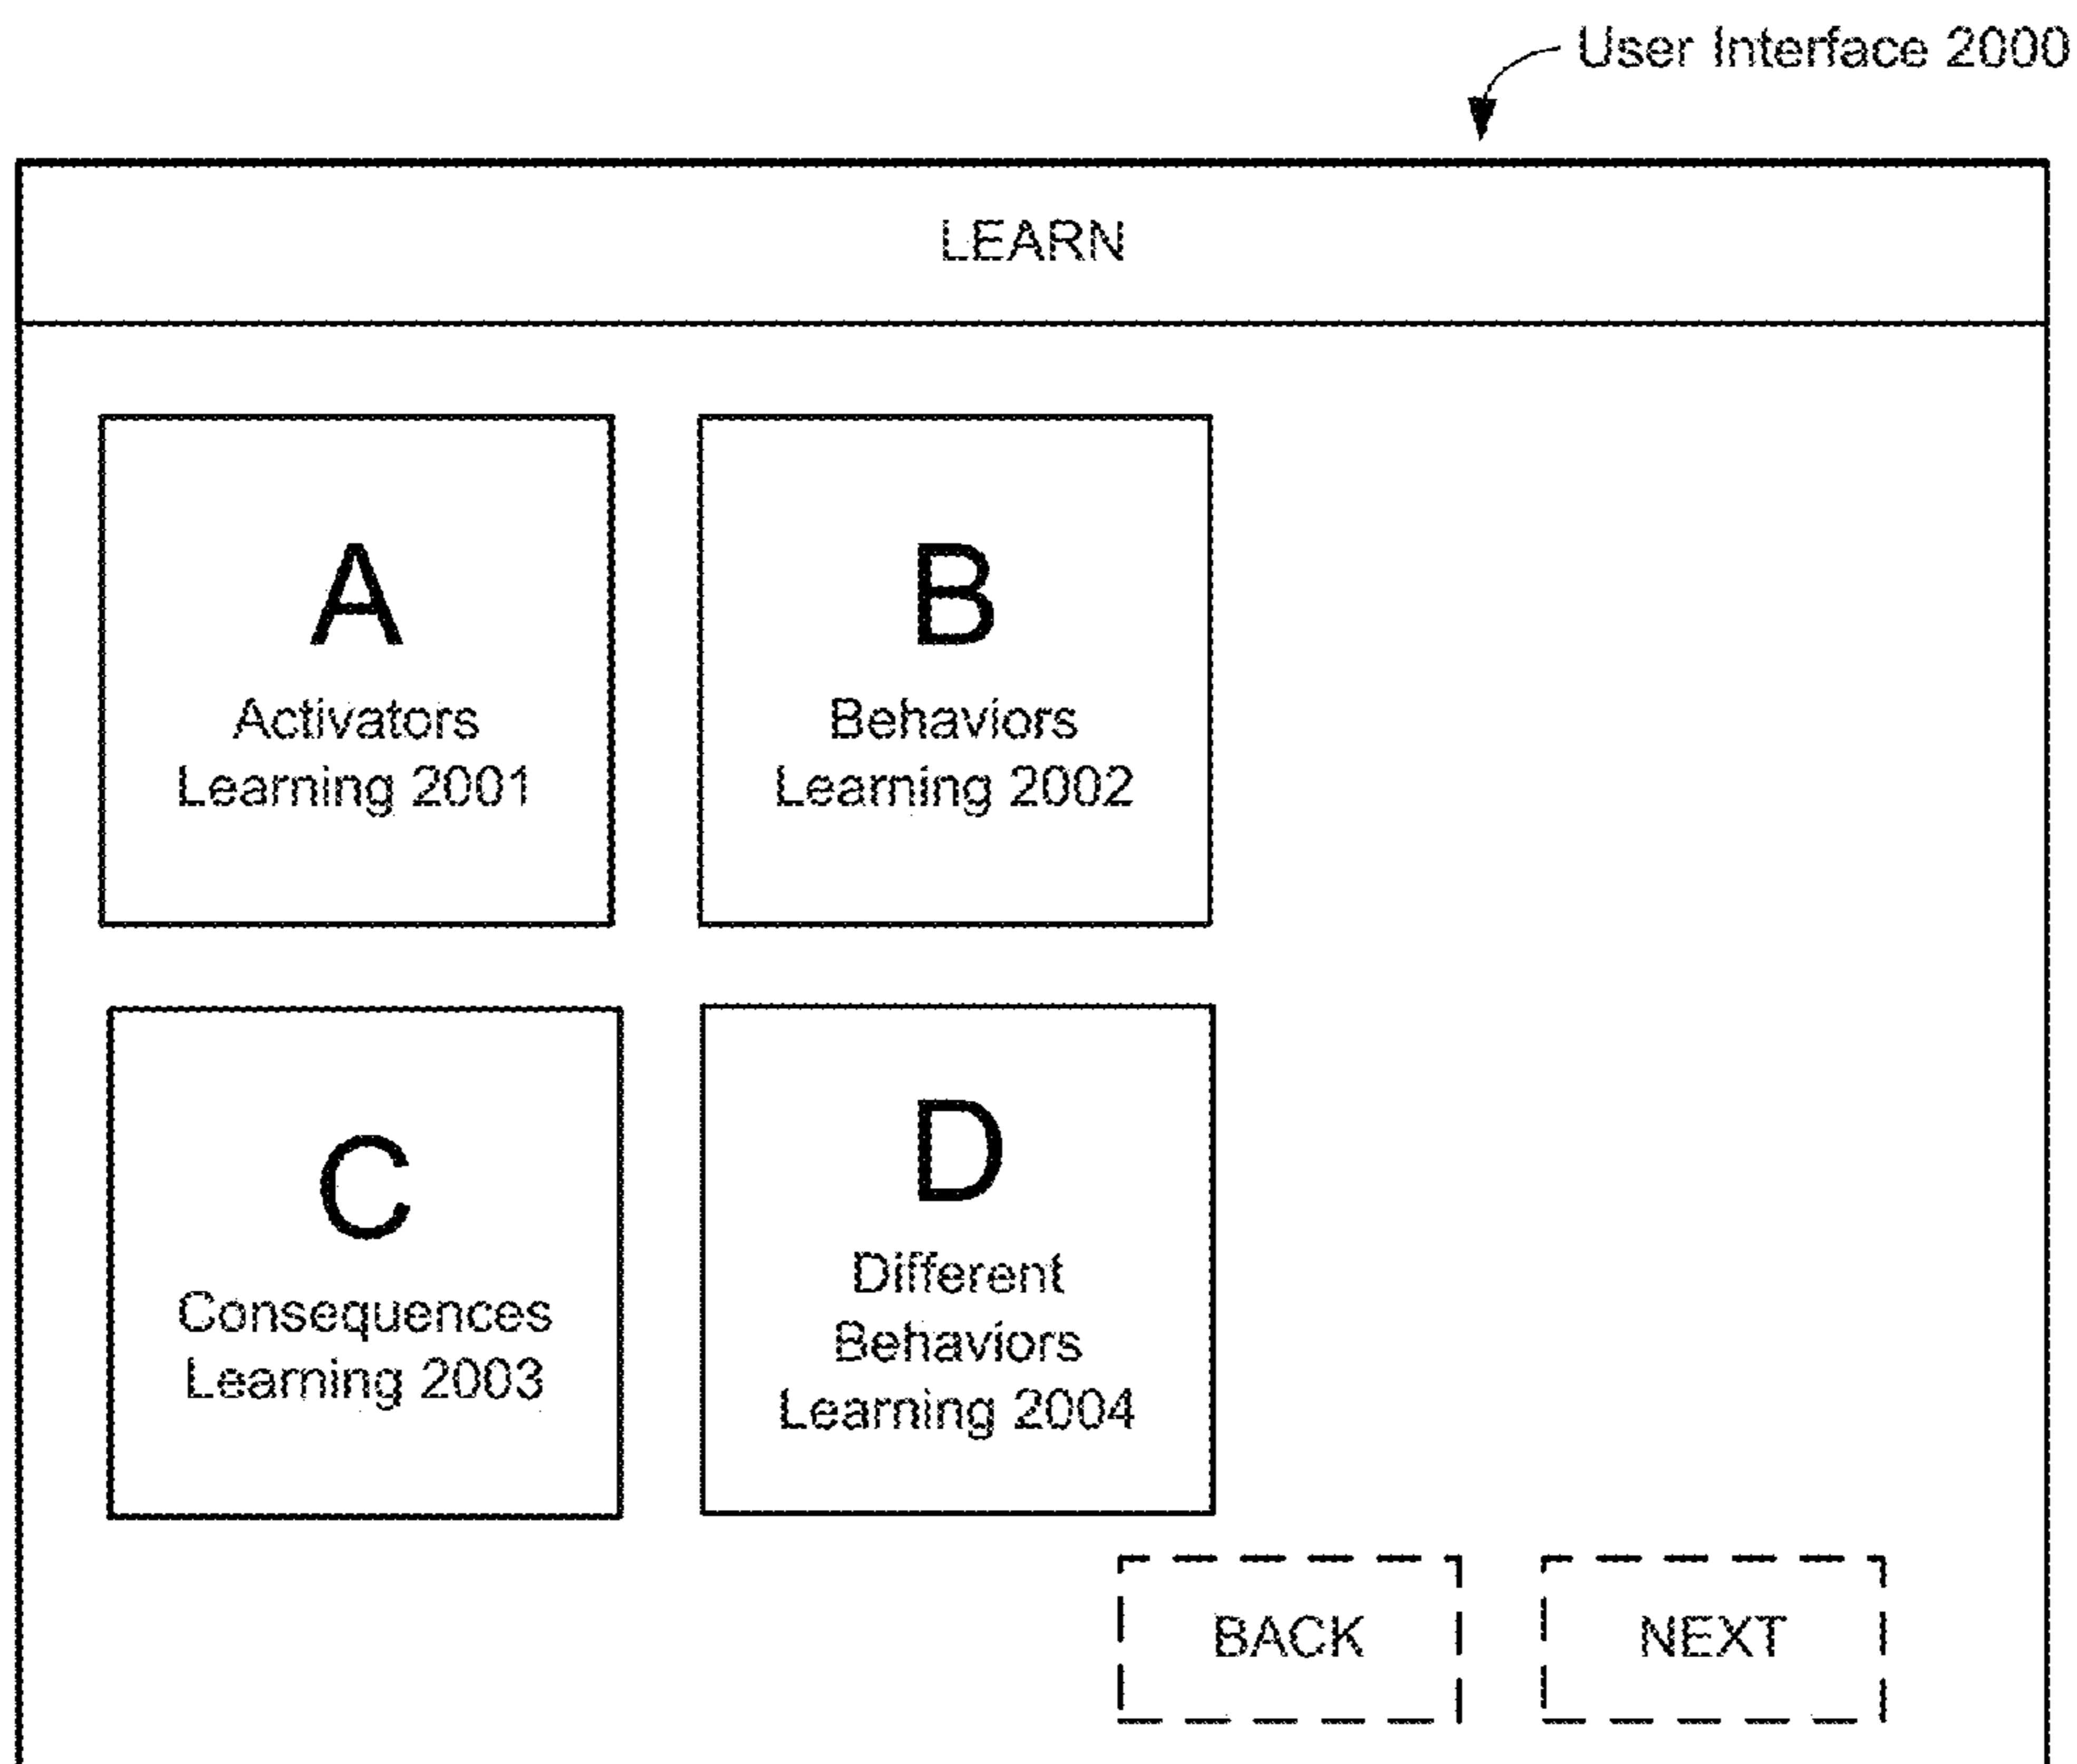 User Interface 2000
LEARN
A
Activators
Learning 2001
B
Behaviors
Learning 2002
C
Consequences
Learning 2003
D
Different
Behaviors
Learning 2004
BACK
NEXT